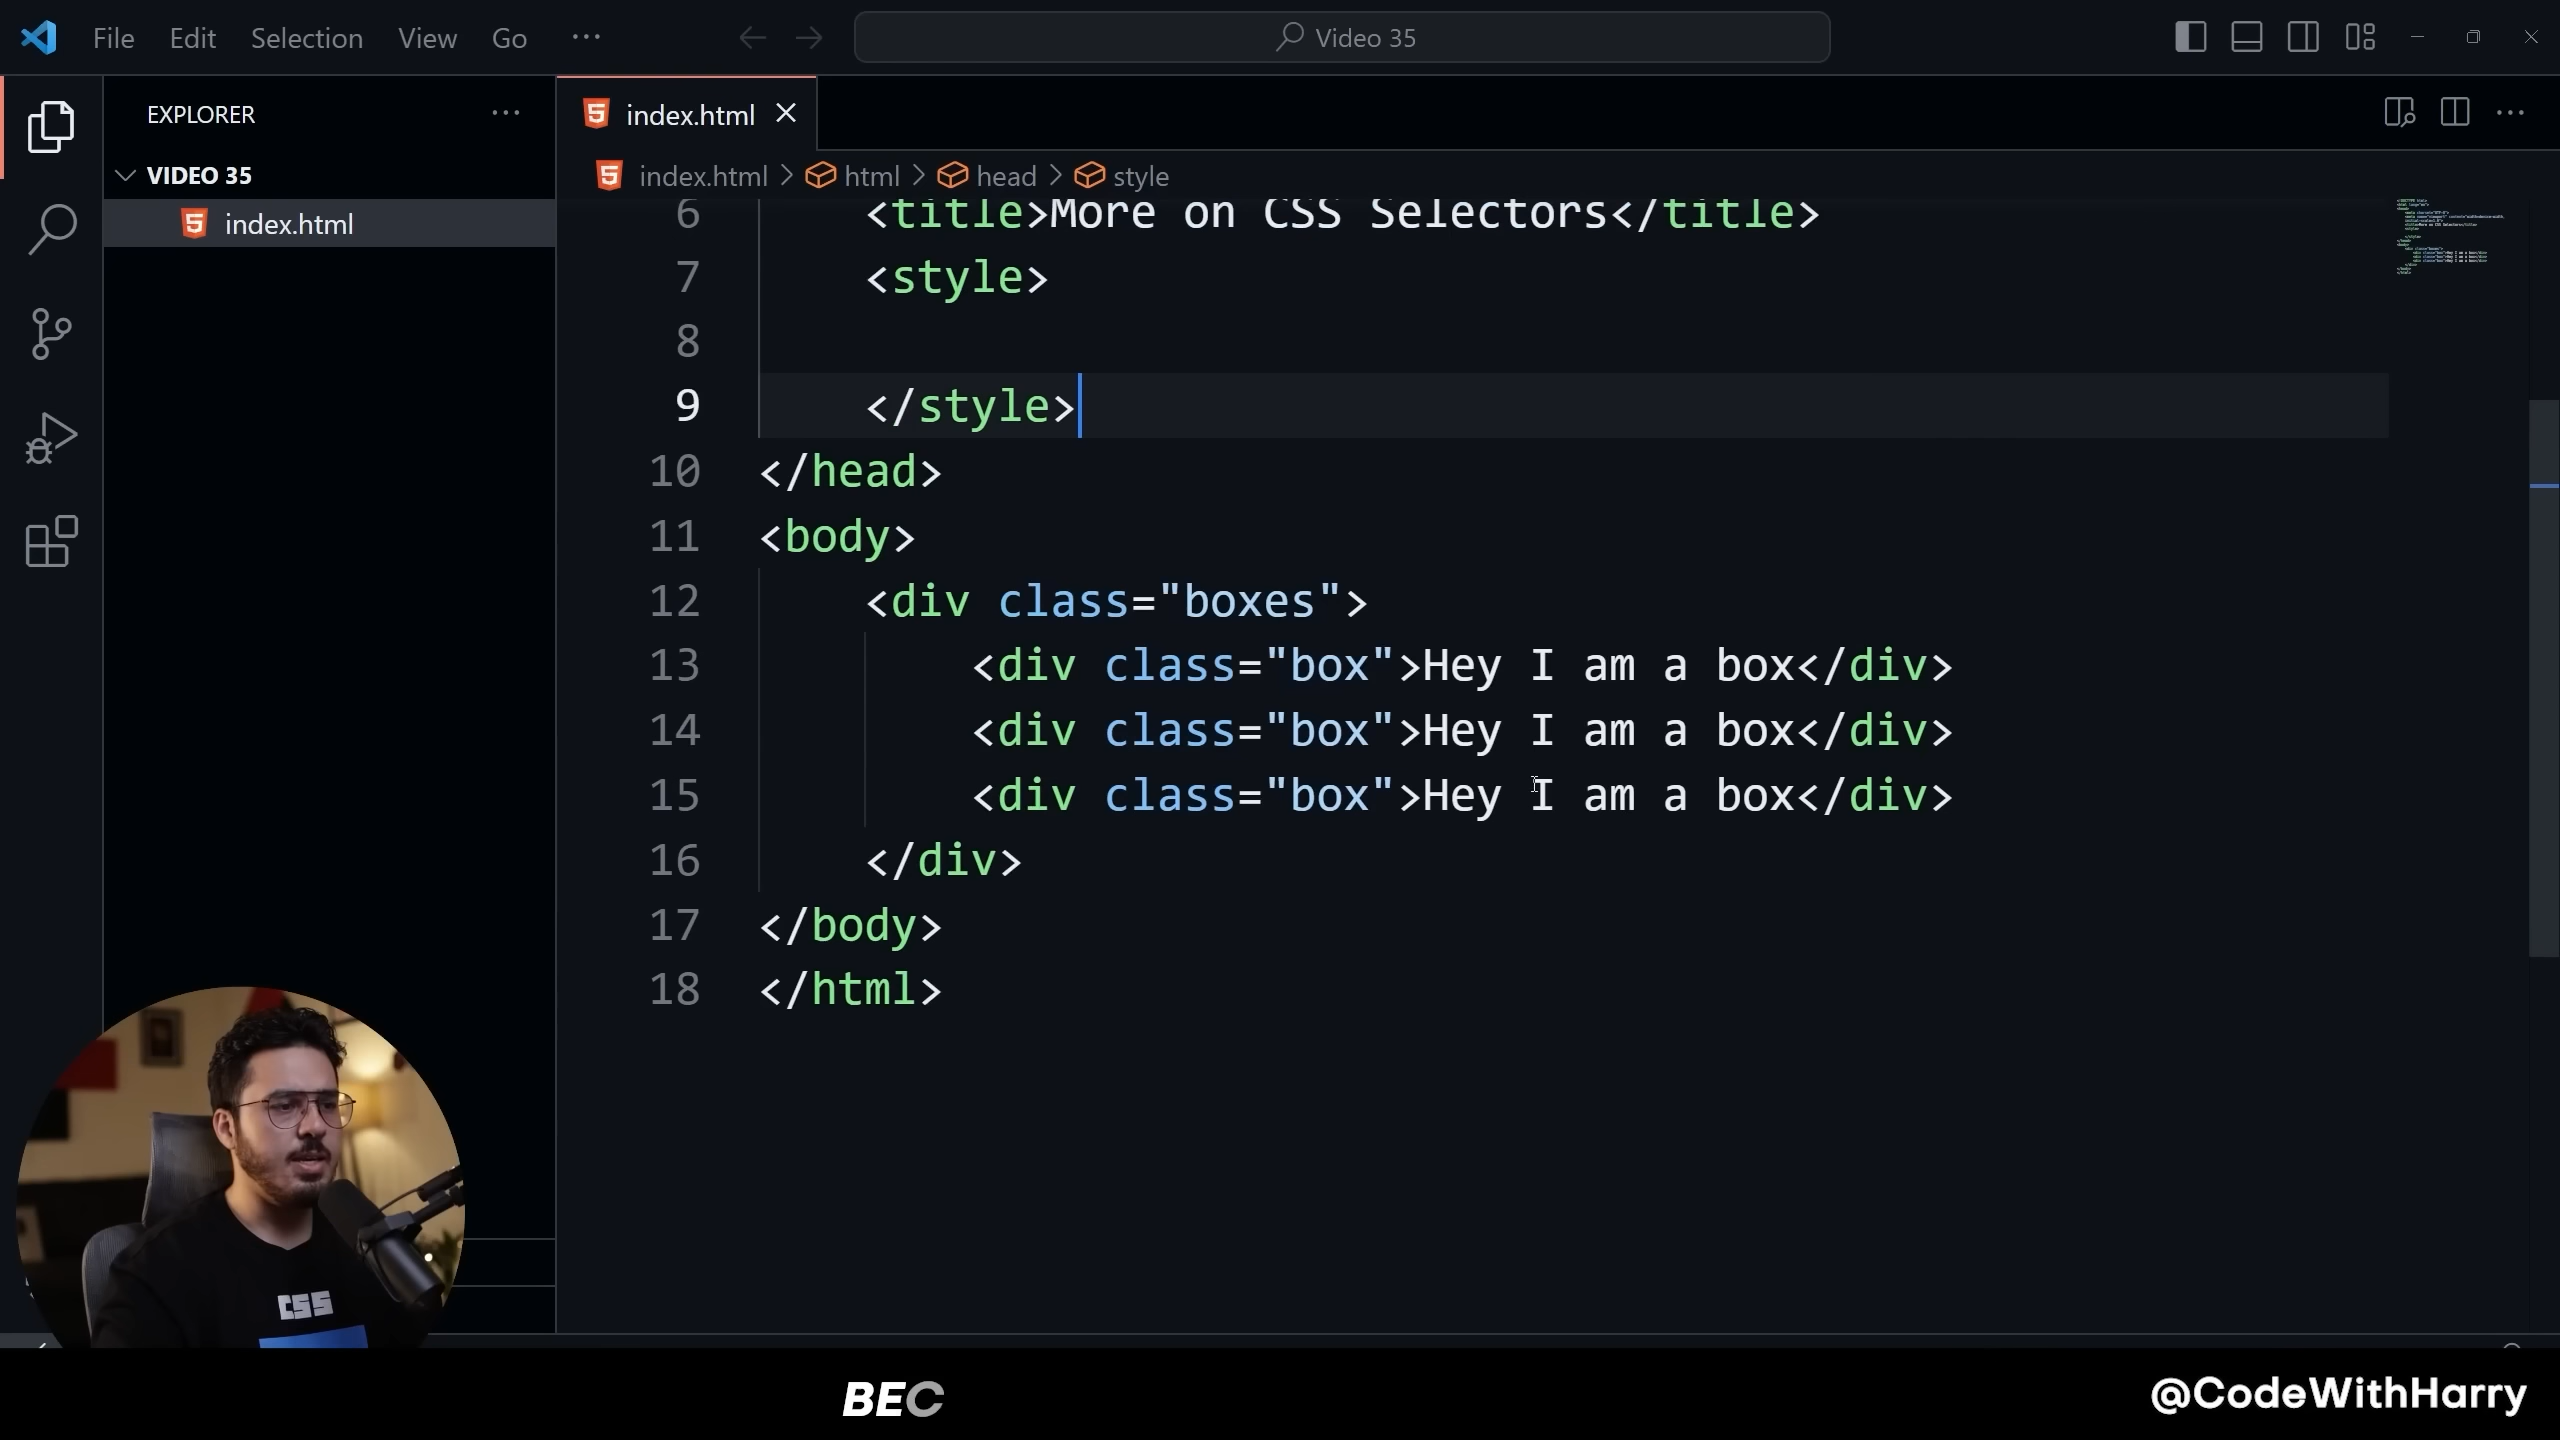 File Edit Selection View Go ··· Video 35
EXPLORER ···
VIDEO 35
index.html
index.html
index.html > html > head > style
6 <title>More on CSS Selectors</title>
7 <style>
8
9 </style>
10 </head>
11 <body>
12 <div class="boxes">
13 <div class="box">Hey I am a box</div>
14 <div class="box">Hey I am a box</div>
15 <div class="box">Hey I am a box</div>
16 </div>
17 </body>
18 </html>
CSS
BEC
@CodeWithHarry